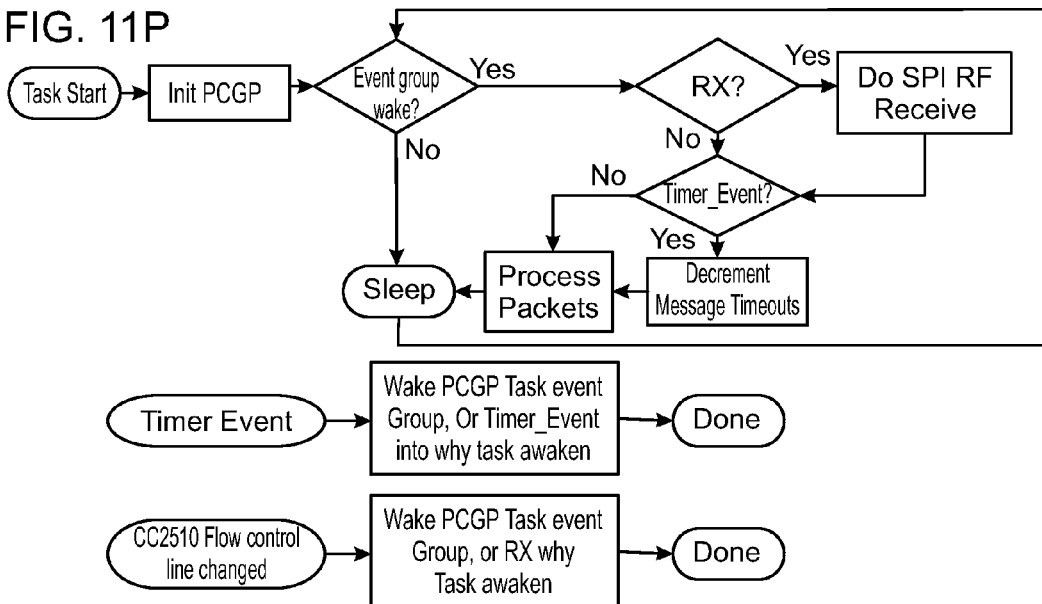 FIG. 11P
Task Start
Init PCGP
Event group
wake?
Yes
No
RX?
Yes
No
Do SPI RF
Receive
Timer_Event?
No
Yes
Decrement
Message Timeouts
Process
Packets
Sleep
Timer Event
Wake PCGP Task event
Group, Or Timer_Event
into why task awaken
Done
CC2510 Flow control
line changed
Wake PCGP Task event
Group, or RX why
Task awaken
Done